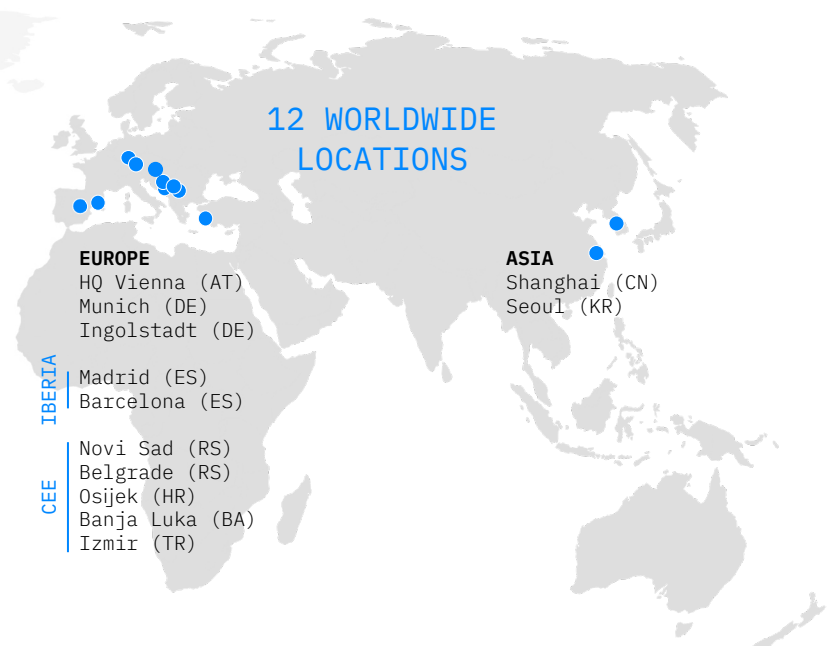 12 WORLDWIDE
LOCATIONS
EUROPE
HQ Vienna (AT)
Munich (DE)
Ingolstadt (DE)
IBERIA
Madrid (ES)
Barcelona (ES)
CEE
Novi Sad (RS)
Belgrade (RS)
Osijek (HR)
Banja Luka (BA)
Izmir (TR)
ASIA
Shanghai (CN)
Seoul (KR)